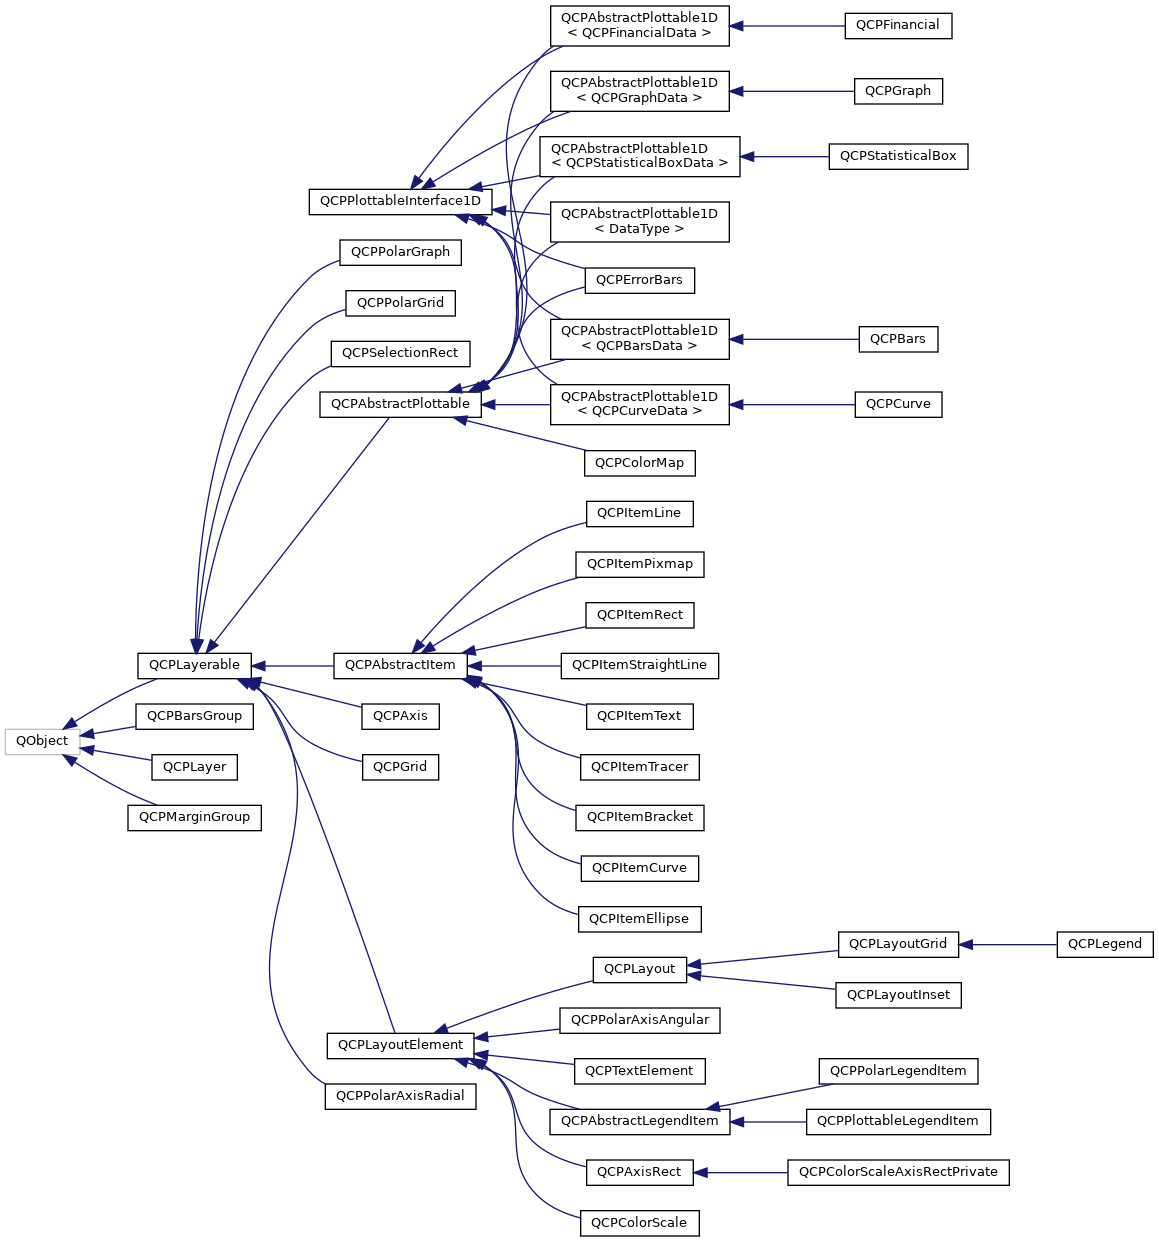 QCPAbstractPlottable1D
< QCPFinancialData >
QCPFinancial
QCPAbstractPlottable1D
< QCPGraphData >
QCPGraph
QCPAbstractPlottable1D
< QCPStatisticalBoxData >
QCPStatisticalBox
QCPPlottableInterface1D
QCPAbstractPlottable1D
< DataType >
QCPPolarGraph
QCPErrorBars
QCPPolarGrid
QCPAbstractPlottable1D
< QCPBarsData >
QCPBars
QCPSelectionRect
QCPAbstractPlottable
QCPAbstractPlottable1D
< QCPCurveData >
QCPCurve
QCPColorMap
QCPItemLine
QCPItemPixmap
QCPItemRect
QCPLayerable
QCPAbstractItem
QCPItemStraightLine
QCPBarsGroup
QCPAxis
QCPItemText
QObject
QCPLayer
QCPGrid
QCPItemTracer
QCPMarginGroup
QCPItemBracket
QCPItemCurve
QCPItemEllipse
QCPLayoutGrid
QCPLegend
QCPLayout
QCPLayoutInset
QCPPolarAxisAngular
QCPLayoutElement
QCPTextElement
QCPPolarLegendItem
QCPPolarAxisRadial
QCPAbstractLegendItem
QCPPlottableLegendItem
QCPAxisRect
QCPColorScaleAxisRectPrivate
QCPColorScale